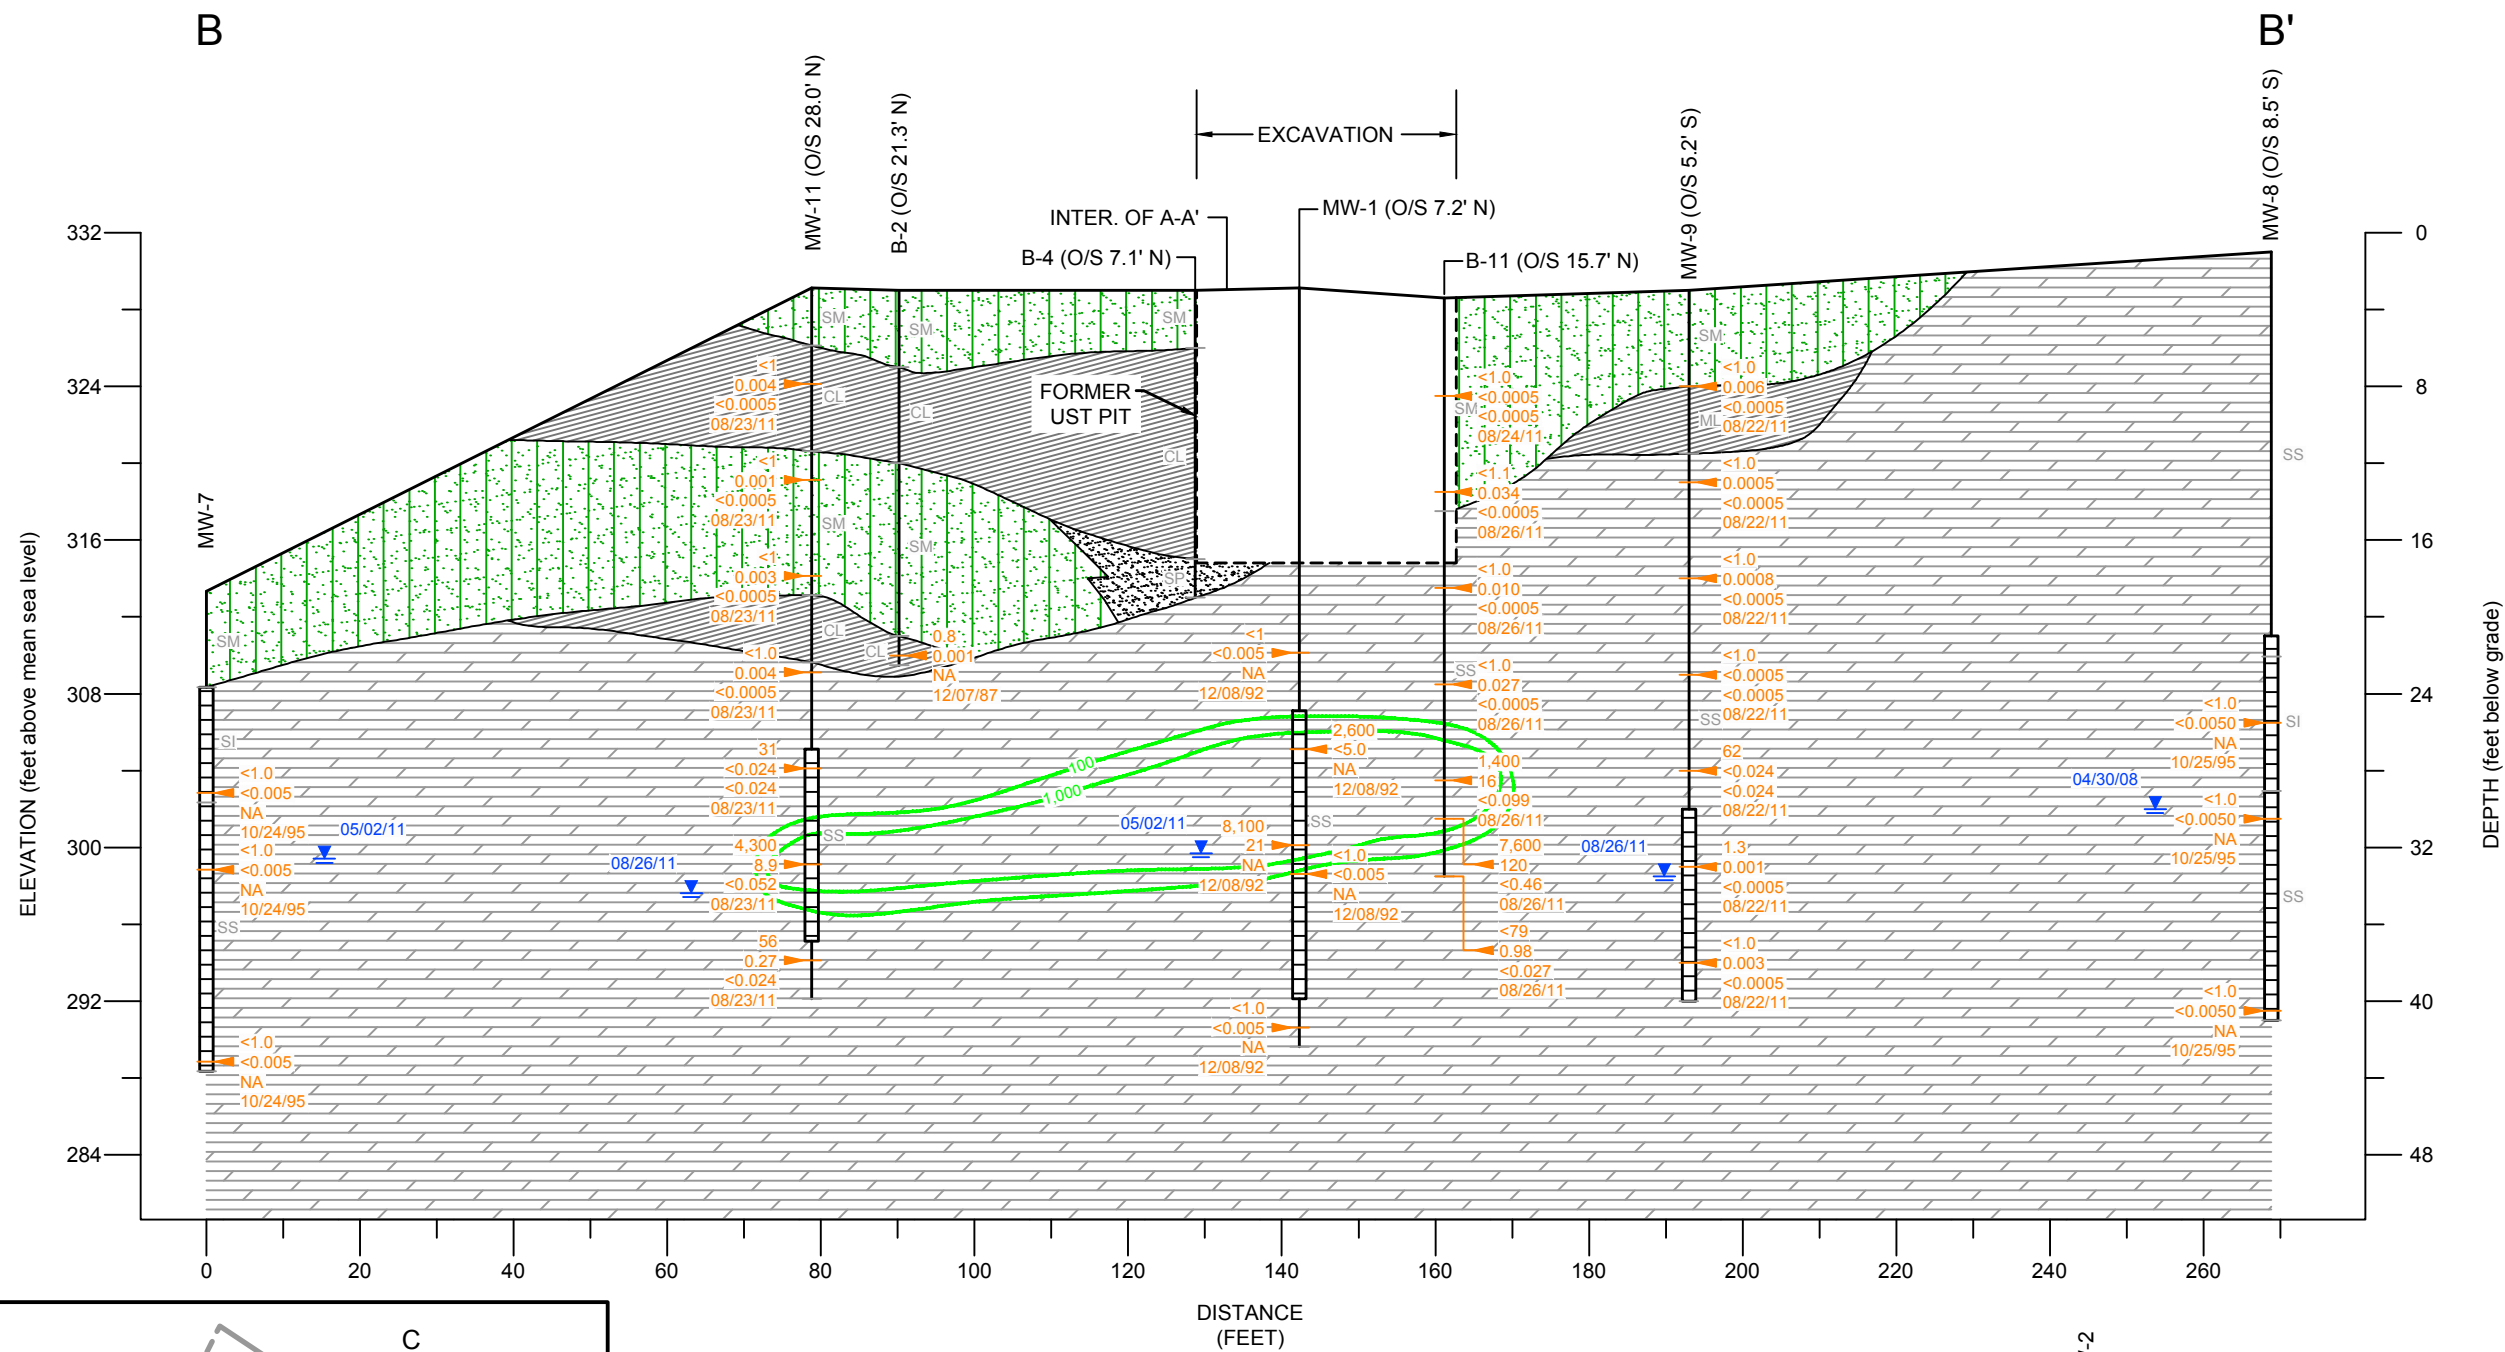 B
B'
MW-7
MW-11 (O/S 28.0' N)
B-2 (O/S 21.3' N)
INTER. OF A-A'
B-4 (O/S 7.1' N)
EXCAVATION
MW-1 (O/S 7.2' N)
B-11 (O/S 15.7' N)
MW-9 (O/S 5.2' S)
MW-8 (O/S 8.5' S)
FORMER
UST PIT
ELEVATION (feet above mean sea level)
332
324
316
308
300
292
284
DEPTH (feet below grade)
0
8
16
24
32
40
48
SM
SI
SS
<1.0
<0.005
NA
10/24/95
<1.0
<0.005
NA
10/24/95
<1.0
<0.005
NA
10/24/95
05/02/11
08/26/11
SM
CL
SM
CL
SS
<1
0.004
<0.0005
08/23/11
<1
0.001
<0.0005
08/23/11
<1
0.003
<0.0005
08/23/11
<1.0
0.004
<0.0005
08/23/11
31
<0.024
<0.024
08/23/11
4,300
8.9
<0.052
08/23/11
56
0.27
<0.024
08/23/11
SM
CL
SM
CL
0.8
0.001
NA
12/07/87
SM
CL
SP
100
1,000
05/02/11
<1
<0.005
NA
12/08/92
2,600
<5.0
NA
12/08/92
8,100
21
NA
12/08/92
<1.0
<0.005
NA
12/08/92
<1.0
<0.005
NA
12/08/92
SS
SM
SS
<1.0
<0.0005
<0.0005
08/24/11
<1.1
0.034
<0.0005
08/26/11
<1.0
0.010
<0.0005
08/26/11
<1.0
0.027
<0.0005
08/26/11
1,400
16
<0.099
08/26/11
7,600
120
<0.46
08/26/11
<79
0.98
<0.027
08/26/11
08/26/11
SM
ML
SS
<1.0
0.006
<0.0005
08/22/11
<1.0
0.0005
<0.0005
08/22/11
<1.0
0.0008
<0.0005
08/22/11
<1.0
<0.0005
<0.0005
08/22/11
62
<0.024
<0.024
08/22/11
1.3
0.001
<0.0005
08/22/11
<1.0
0.003
<0.0005
08/22/11
04/30/08
SS
SI
SS
<1.0
<0.0050
NA
10/25/95
<1.0
<0.0050
NA
10/25/95
<1.0
<0.0050
NA
10/25/95
0 20 40 60 80 100 120 140 160 180 200 220 240 260
DISTANCE
(FEET)
C